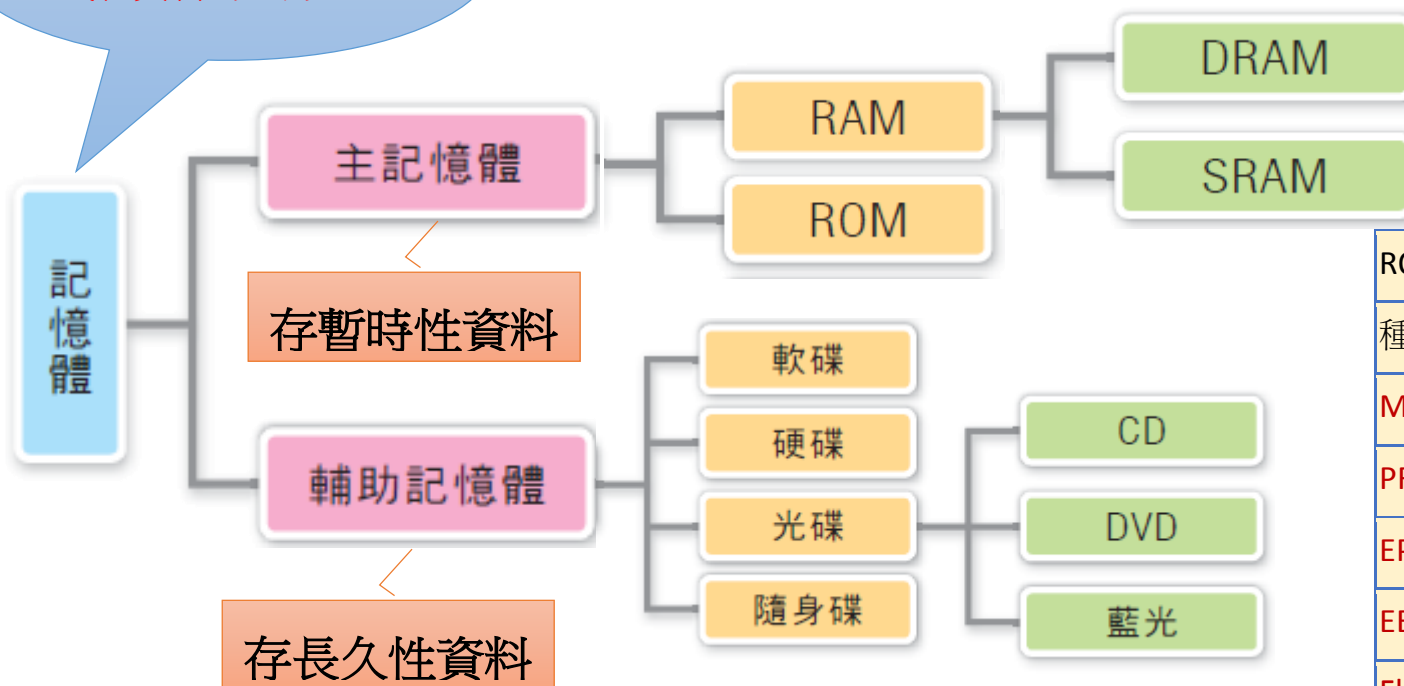 記憶體
主記憶體
存暫時性資料
RAM
DRAM
SRAM
ROM
輔助記憶體
存長久性資料
軟碟
硬碟
光碟
CD
DVD
藍光
隨身碟